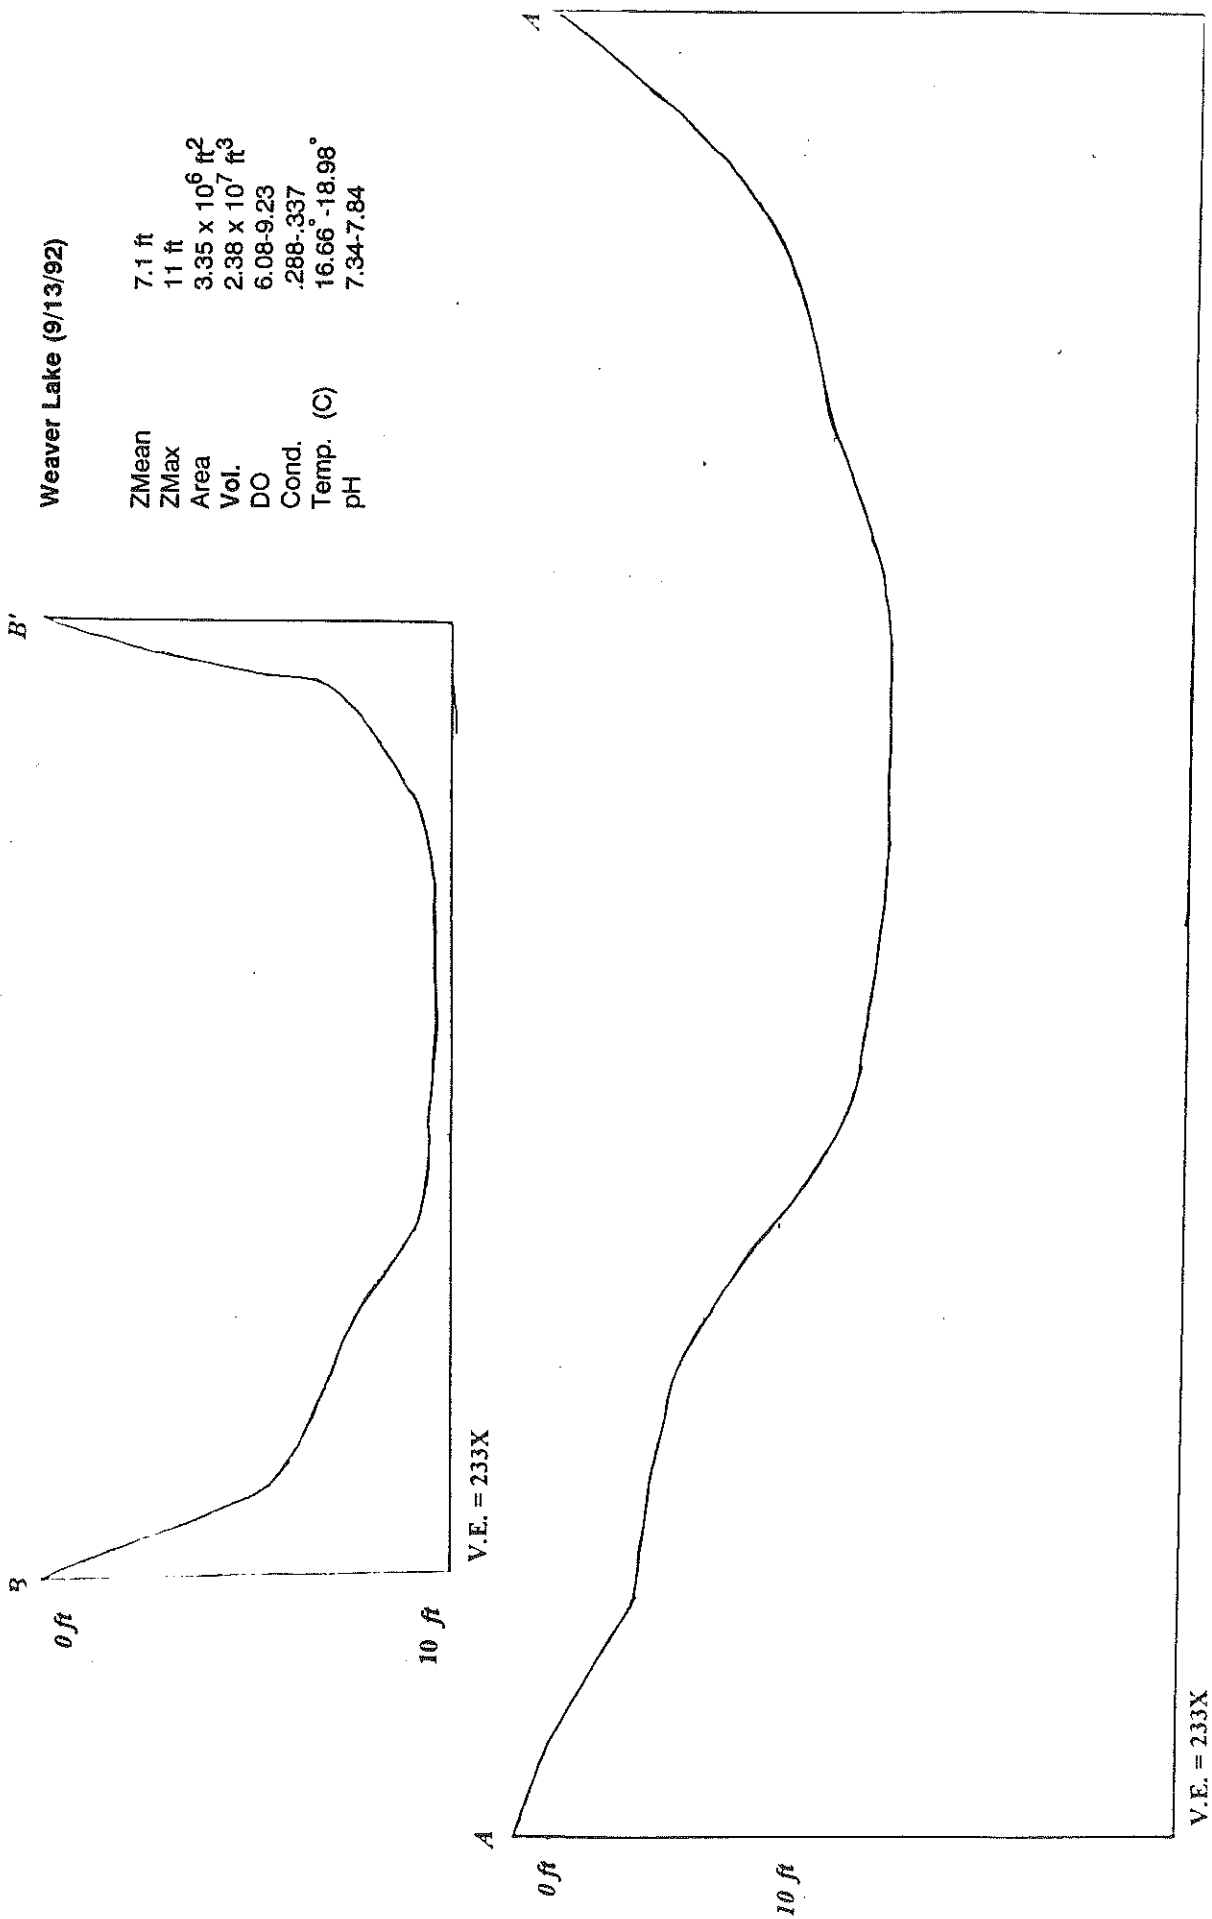 Weaver Lake (9/13/92)
ZMean 7.1 ft
ZMax 11 ft
Area 3.35 x 10⁶ ft²
Vol. 2.38 x 10⁷ ft³
DO 6.08-9.23
Cond. .288-.337
Temp. (C) 16.66°-18.98°
pH 7.34-7.84
B B'
0 ft
10 ft
V.E. = 233X
A A
0 ft
10 ft
V.E. = 233X